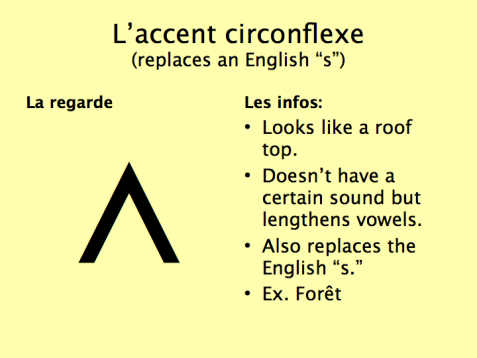 L’accent circonflexe
(replaces an English “s”)
La regarde
Les infos:
• Looks like a roof
top.
• Doesn’t have a
certain sound but
lengthens vowels.
• Also replaces the
English “s.”
• Ex. Forêt